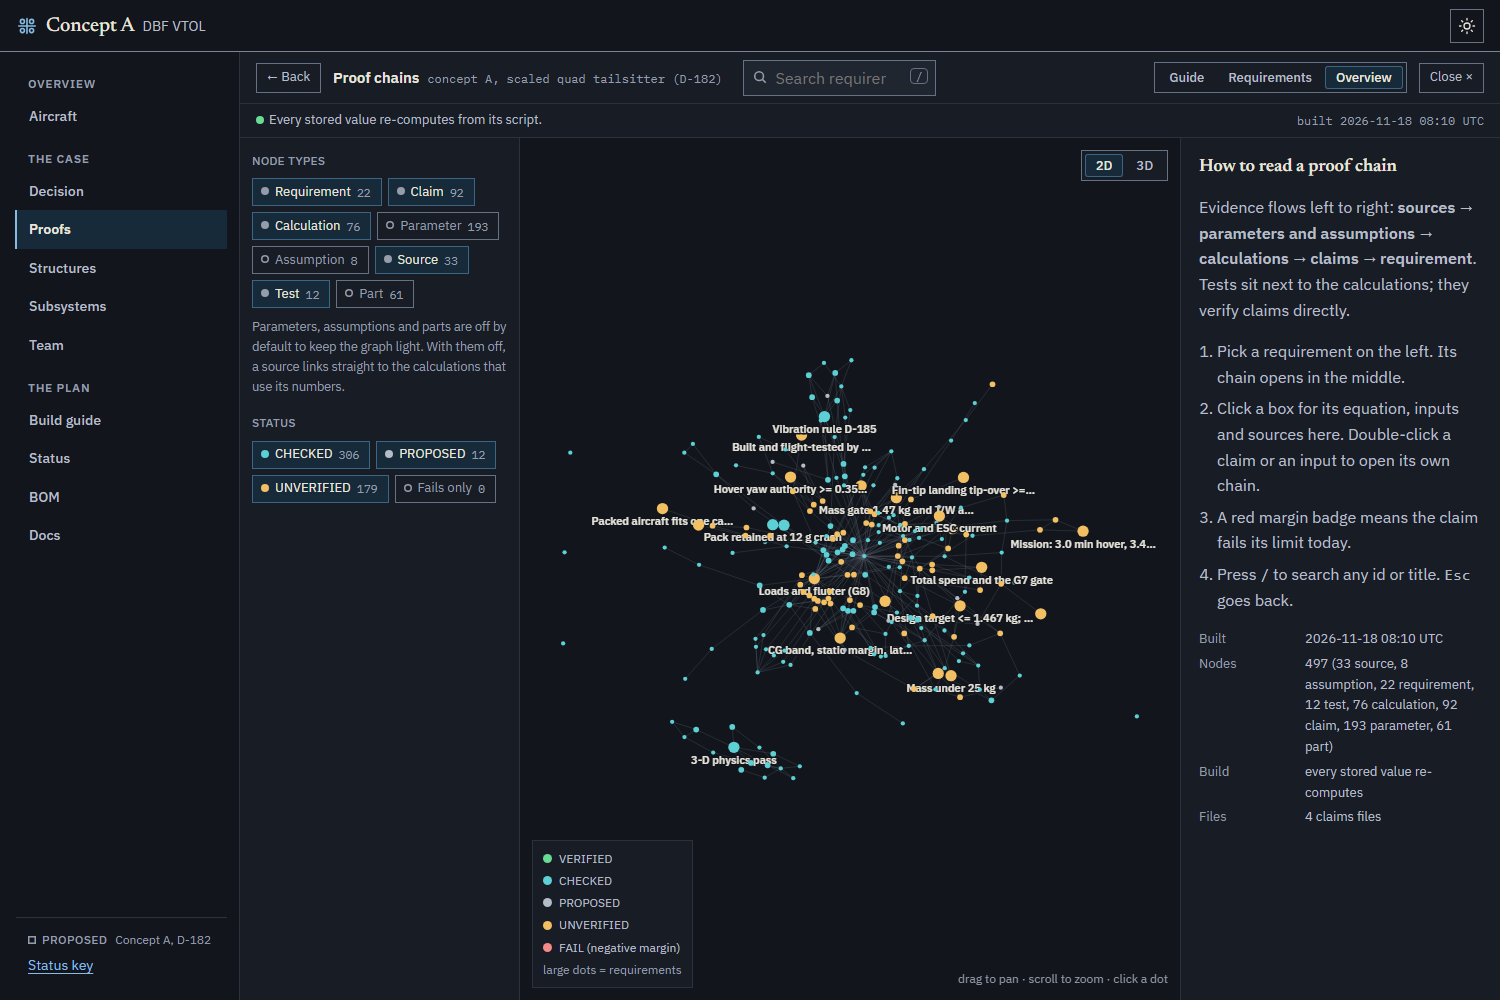 Concept A DBF VTOL
OVERVIEW
Aircraft
THE CASE
Decision
Proofs
Structures
Subsystems
Team
THE PLAN
Build guide
Status
BOM
Docs
PROPOSED Concept A, D-182
Status key
← Back Proof chains concept A, scaled quad tailsitter (D-182) Search requirer / Guide Requirements Overview Close ×
Every stored value re-computes from its script. built 2026-11-18 08:10 UTC
NODE TYPES
Requirement 22 Claim 92
Calculation 76 Parameter 193
Assumption 8 Source 33
Test 12 Part 61
Parameters, assumptions and parts are off by
default to keep the graph light. With them off,
a source links straight to the calculations that
use its numbers.
STATUS
CHECKED 306 PROPOSED 12
UNVERIFIED 179 Fails only 0
2D 3D
Vibration rule D-185
Built and flight-tested by ...
Hover yaw authority >= 0.35...
Fin-tip landing tip-over >=...
Mass gate 1.47 kg and T/W a...
Packed aircraft fits one ca...
Motor and ESC current
Pack retained at 12 g crash
Mission: 3.0 min hover, 3.4...
Total spend and the G7 gate
Loads and flutter (G8)
Design target <= 1.467 kg; ...
CG band, static margin, lat...
Mass under 25 kg
3-D physics pass
VERIFIED
CHECKED
PROPOSED
UNVERIFIED
FAIL (negative margin)
large dots = requirements
drag to pan · scroll to zoom · click a dot
How to read a proof chain
Evidence flows left to right: sources →
parameters and assumptions →
calculations → claims → requirement.
Tests sit next to the calculations; they
verify claims directly.
1. Pick a requirement on the left. Its
chain opens in the middle.
2. Click a box for its equation, inputs
and sources here. Double-click a
claim or an input to open its own
chain.
3. A red margin badge means the claim
fails its limit today.
4. Press / to search any id or title. Esc
goes back.
Built 2026-11-18 08:10 UTC
Nodes 497 (33 source, 8
assumption, 22 requirement,
12 test, 76 calculation, 92
claim, 193 parameter, 61
part)
Build every stored value re-
computes
Files 4 claims files